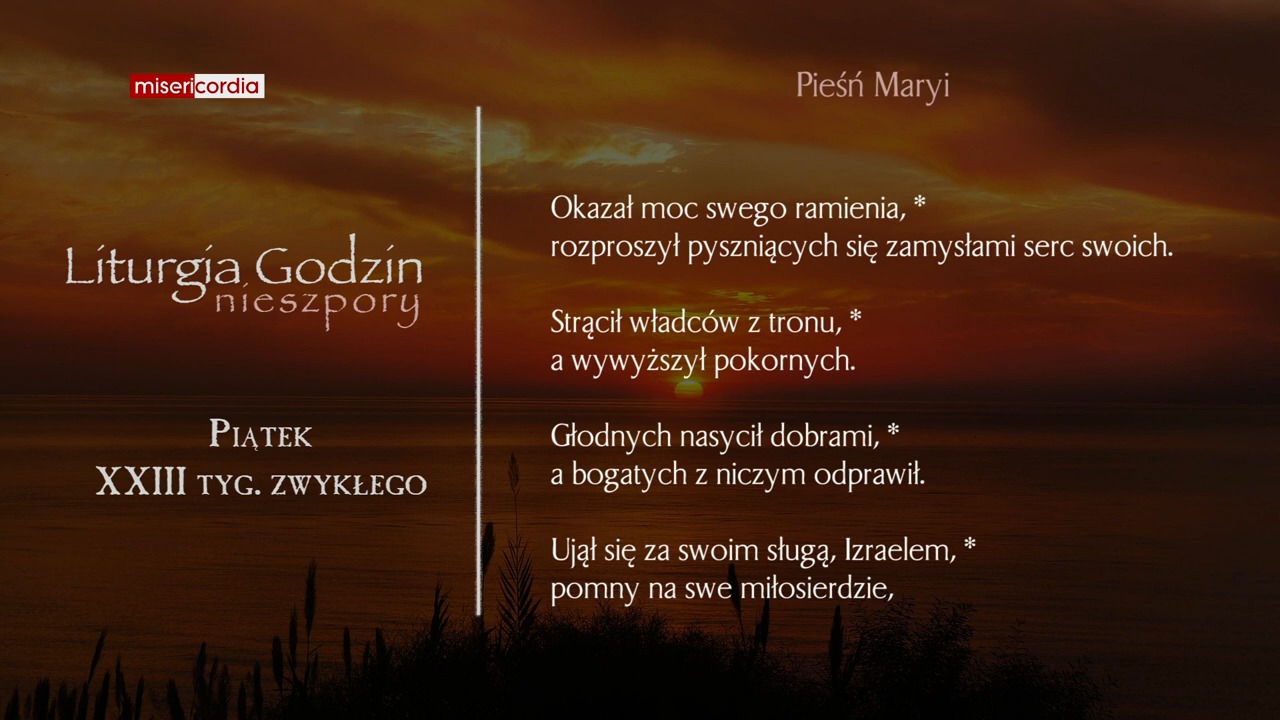 misericordia
Liturgia Godzin
nieszpory
Piątek
XXIII tyg. zwykłego
Pieśń Maryi
Okazał moc swego ramienia, *
rozproszył pyszniących się zamysłami serc swoich.
Strącił władców z tronu, *
a wywyższył pokornych.
Głodnych nasycił dobrami, *
a bogatych z niczym odprawił.
Ujął się za swoim sługą, Izraelem, *
pomny na swe miłosierdzie,